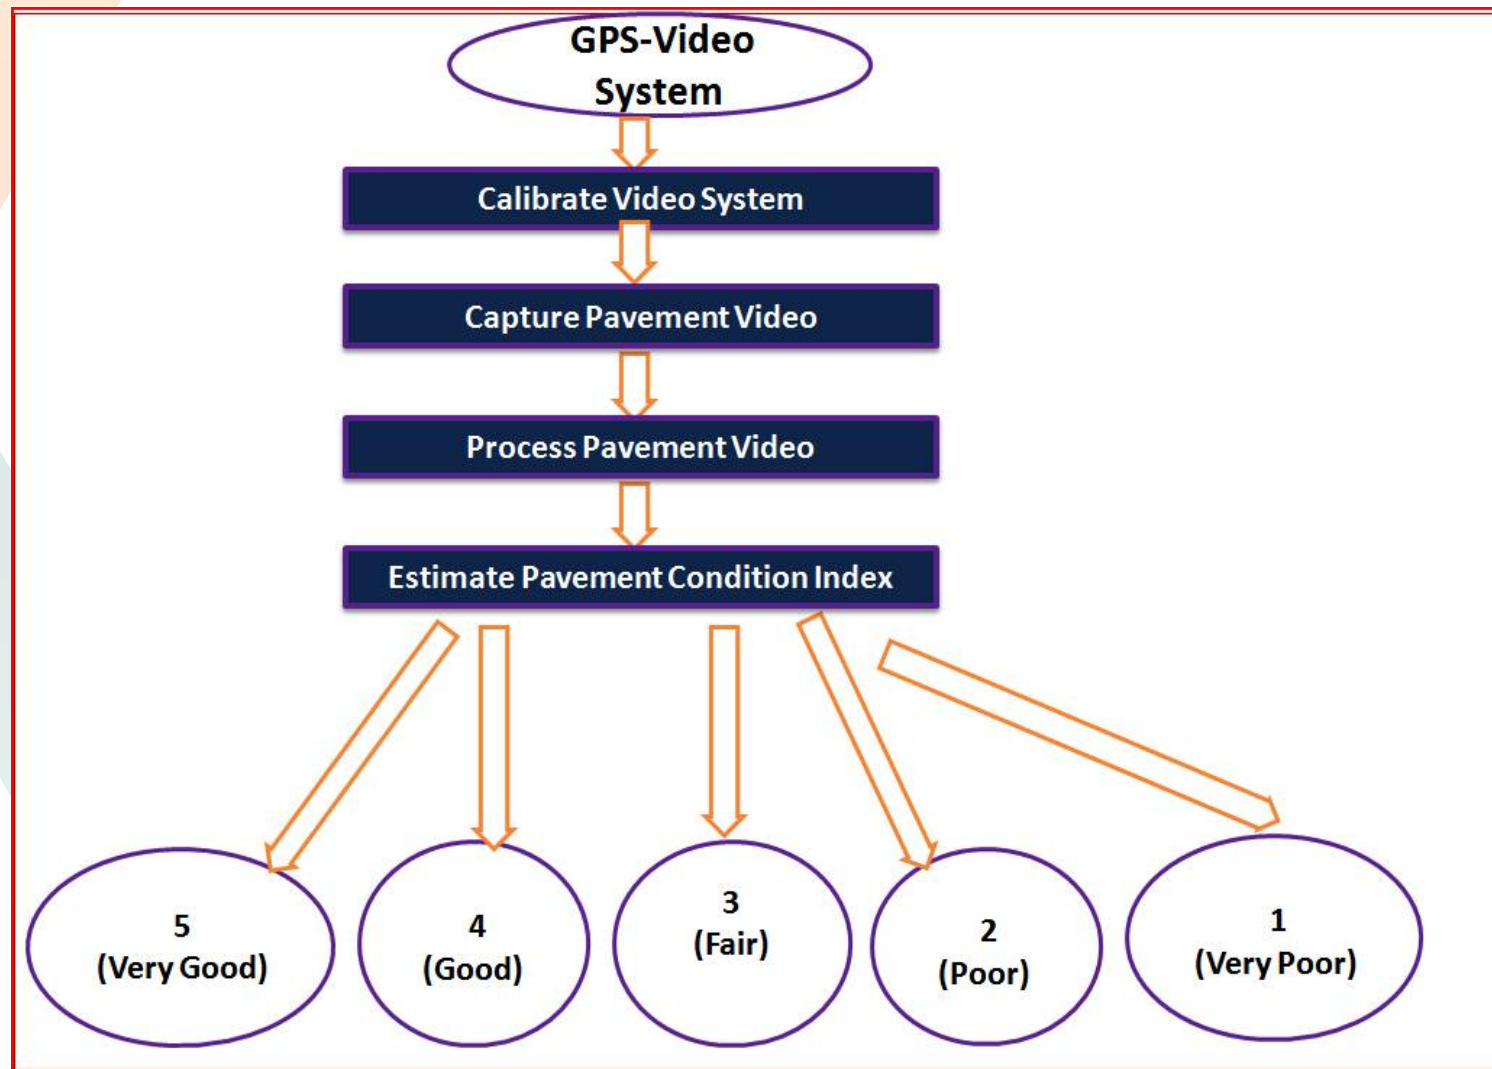 GPS-Video
System
Calibrate Video System
Capture Pavement Video
Process Pavement Video
Estimate Pavement Condition Index
5
(Very Good)
4
(Good)
3
(Fair)
2
(Poor)
1
(Very Poor)